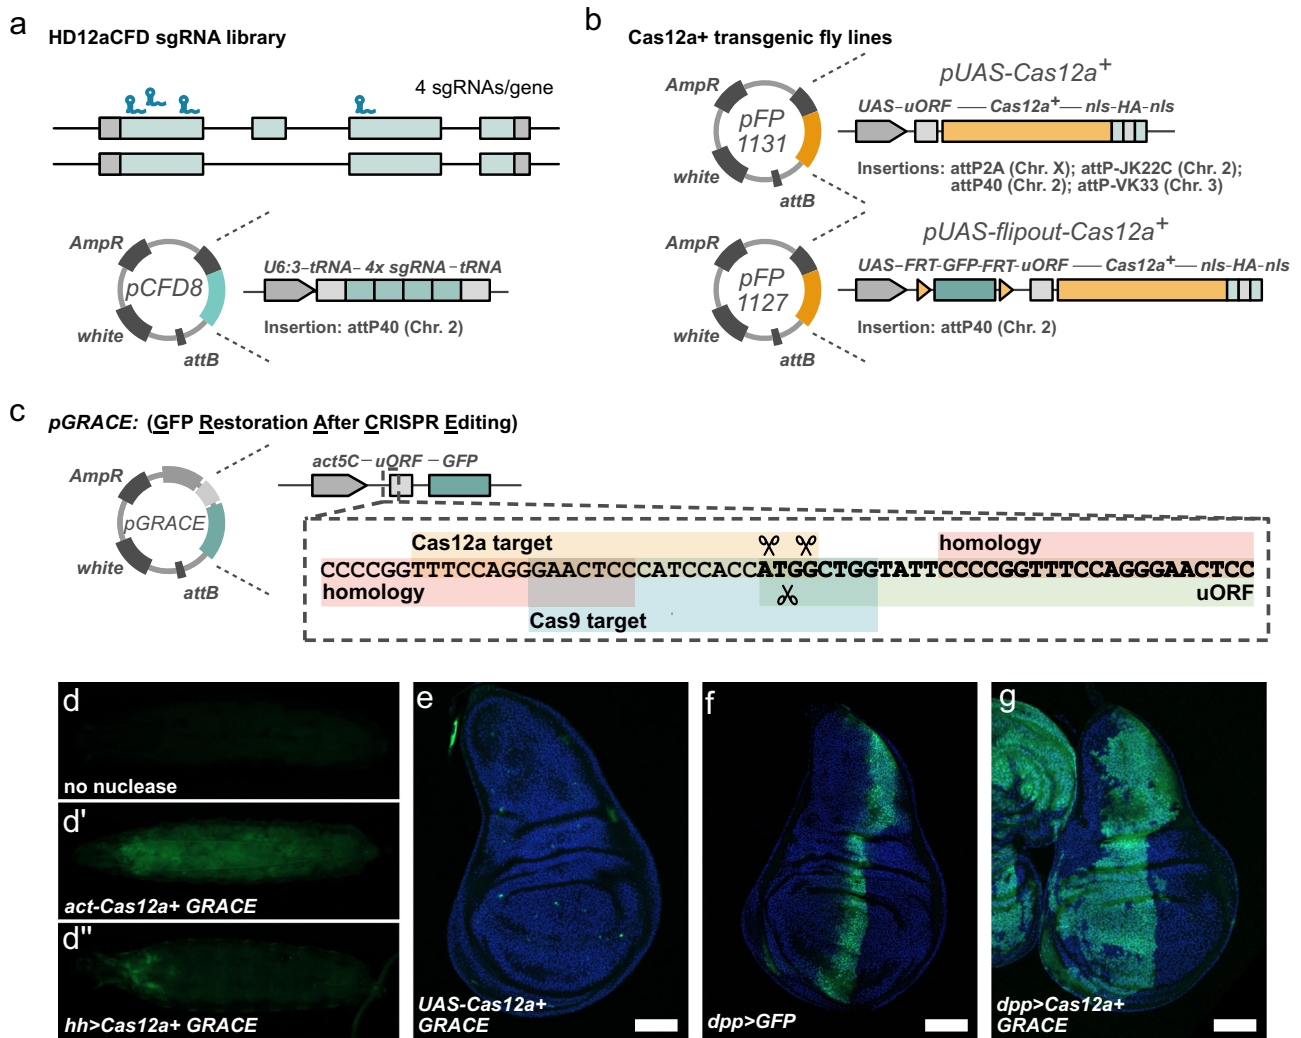 a
HD12aCFD sgRNA library
4 sgRNAs/gene
AmpR
pCFD8
white
attB
U6:3–tRNA– 4x sgRNA –tRNA
Insertion: attP40 (Chr. 2)
b
Cas12a+ transgenic fly lines
AmpR
pFP
1131
white
attB
pUAS-Cas12a+
UAS–uORF — Cas12a+ — nls–HA–nls
Insertions: attP2A (Chr. X); attP-JK22C (Chr. 2);
attP40 (Chr. 2); attP-VK33 (Chr. 3)
AmpR
pFP
1127
white
attB
pUAS-flipout-Cas12a+
UAS–FRT-GFP-FRT-uORF — Cas12a+ — nls–HA–nls
Insertion: attP40 (Chr. 2)
c
pGRACE: (GFP Restoration After CRISPR Editing)
AmpR
pGRACE
white
attB
act5C – uORF – GFP
Cas12a target
homology
CCCCGGTTTCCAGGGAACTCCCATCCACCATGGCTGGTATTCCCCGGTTTCCAGGGAACTCC
homology
uORF
Cas9 target
d
no nuclease
d'
act-Cas12a+ GRACE
d"
hh>Cas12a+ GRACE
e
UAS-Cas12a+
GRACE
f
dpp>GFP
g
dpp>Cas12a+
GRACE